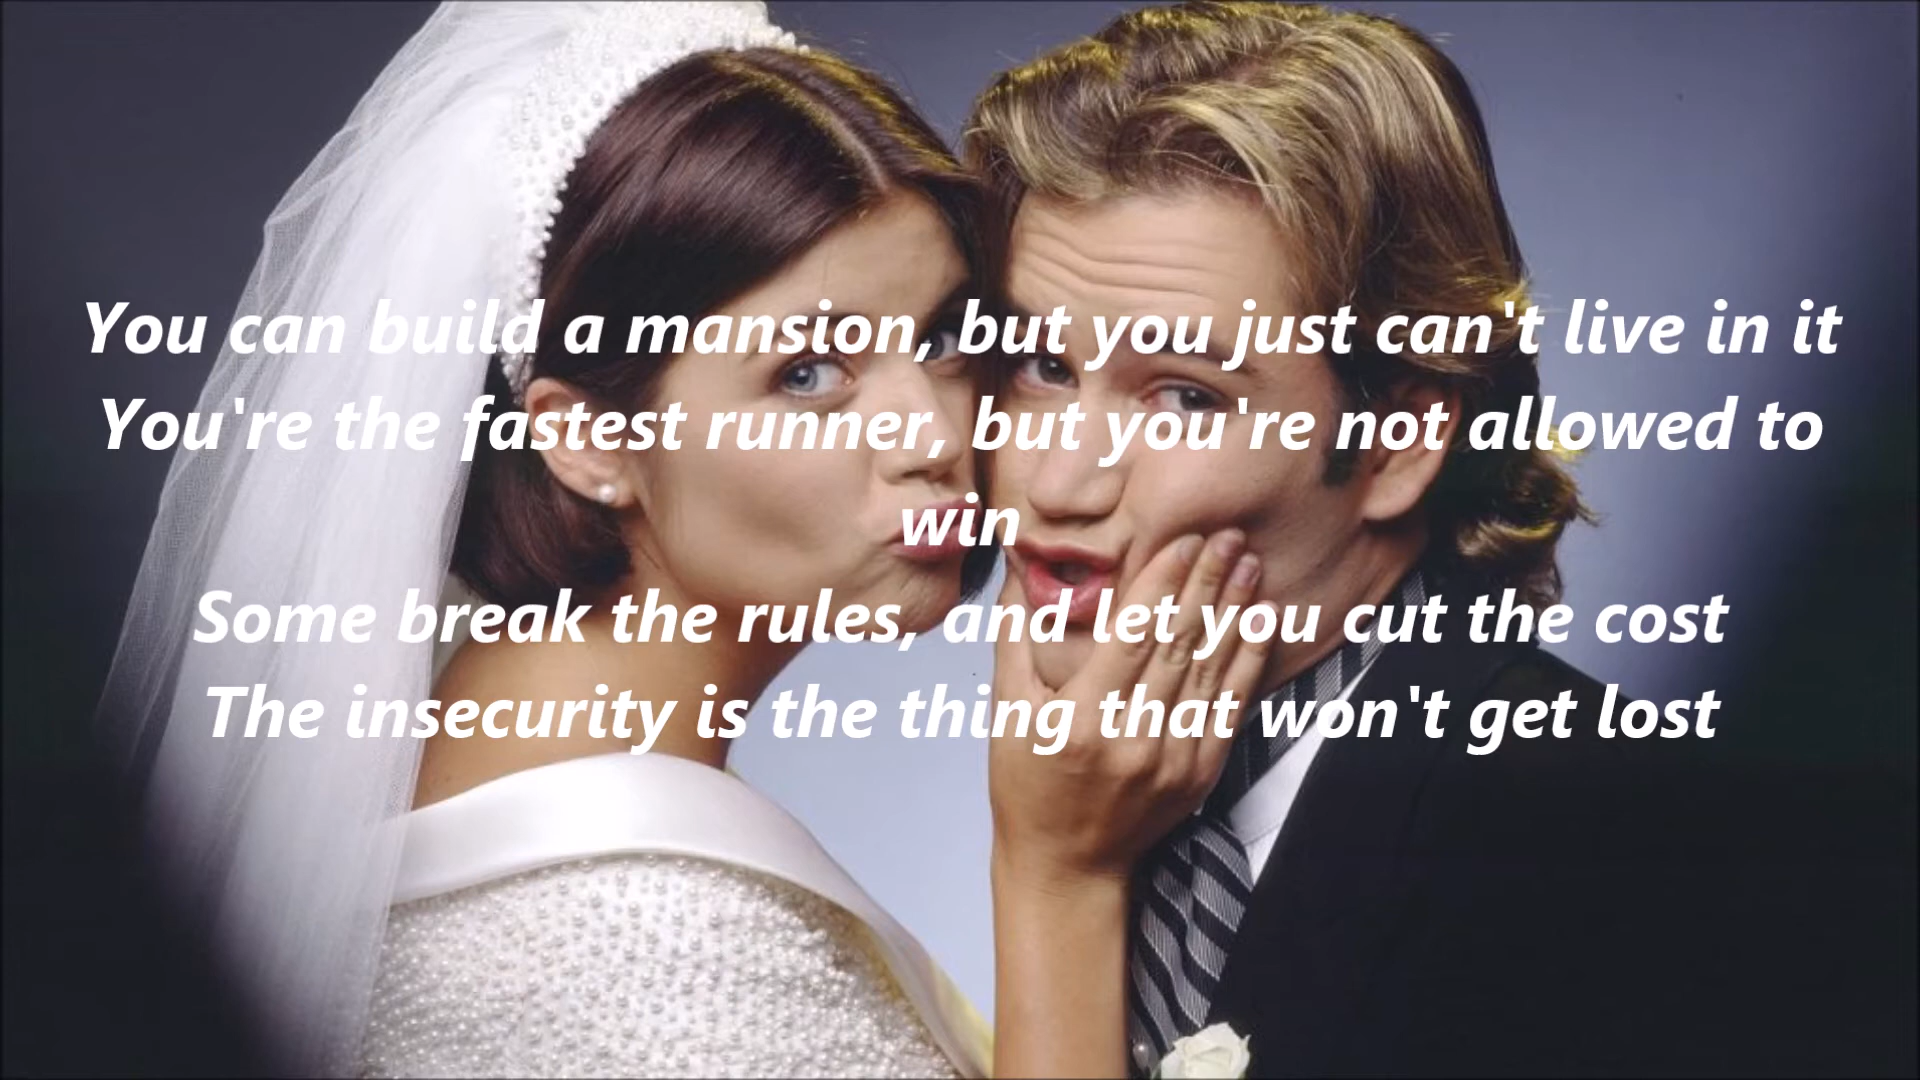 You can build a mansion, but you just can't live in it
You're the fastest runner, but you're not allowed to
win
Some break the rules, and let you cut the cost
The insecurity is the thing that won't get lost